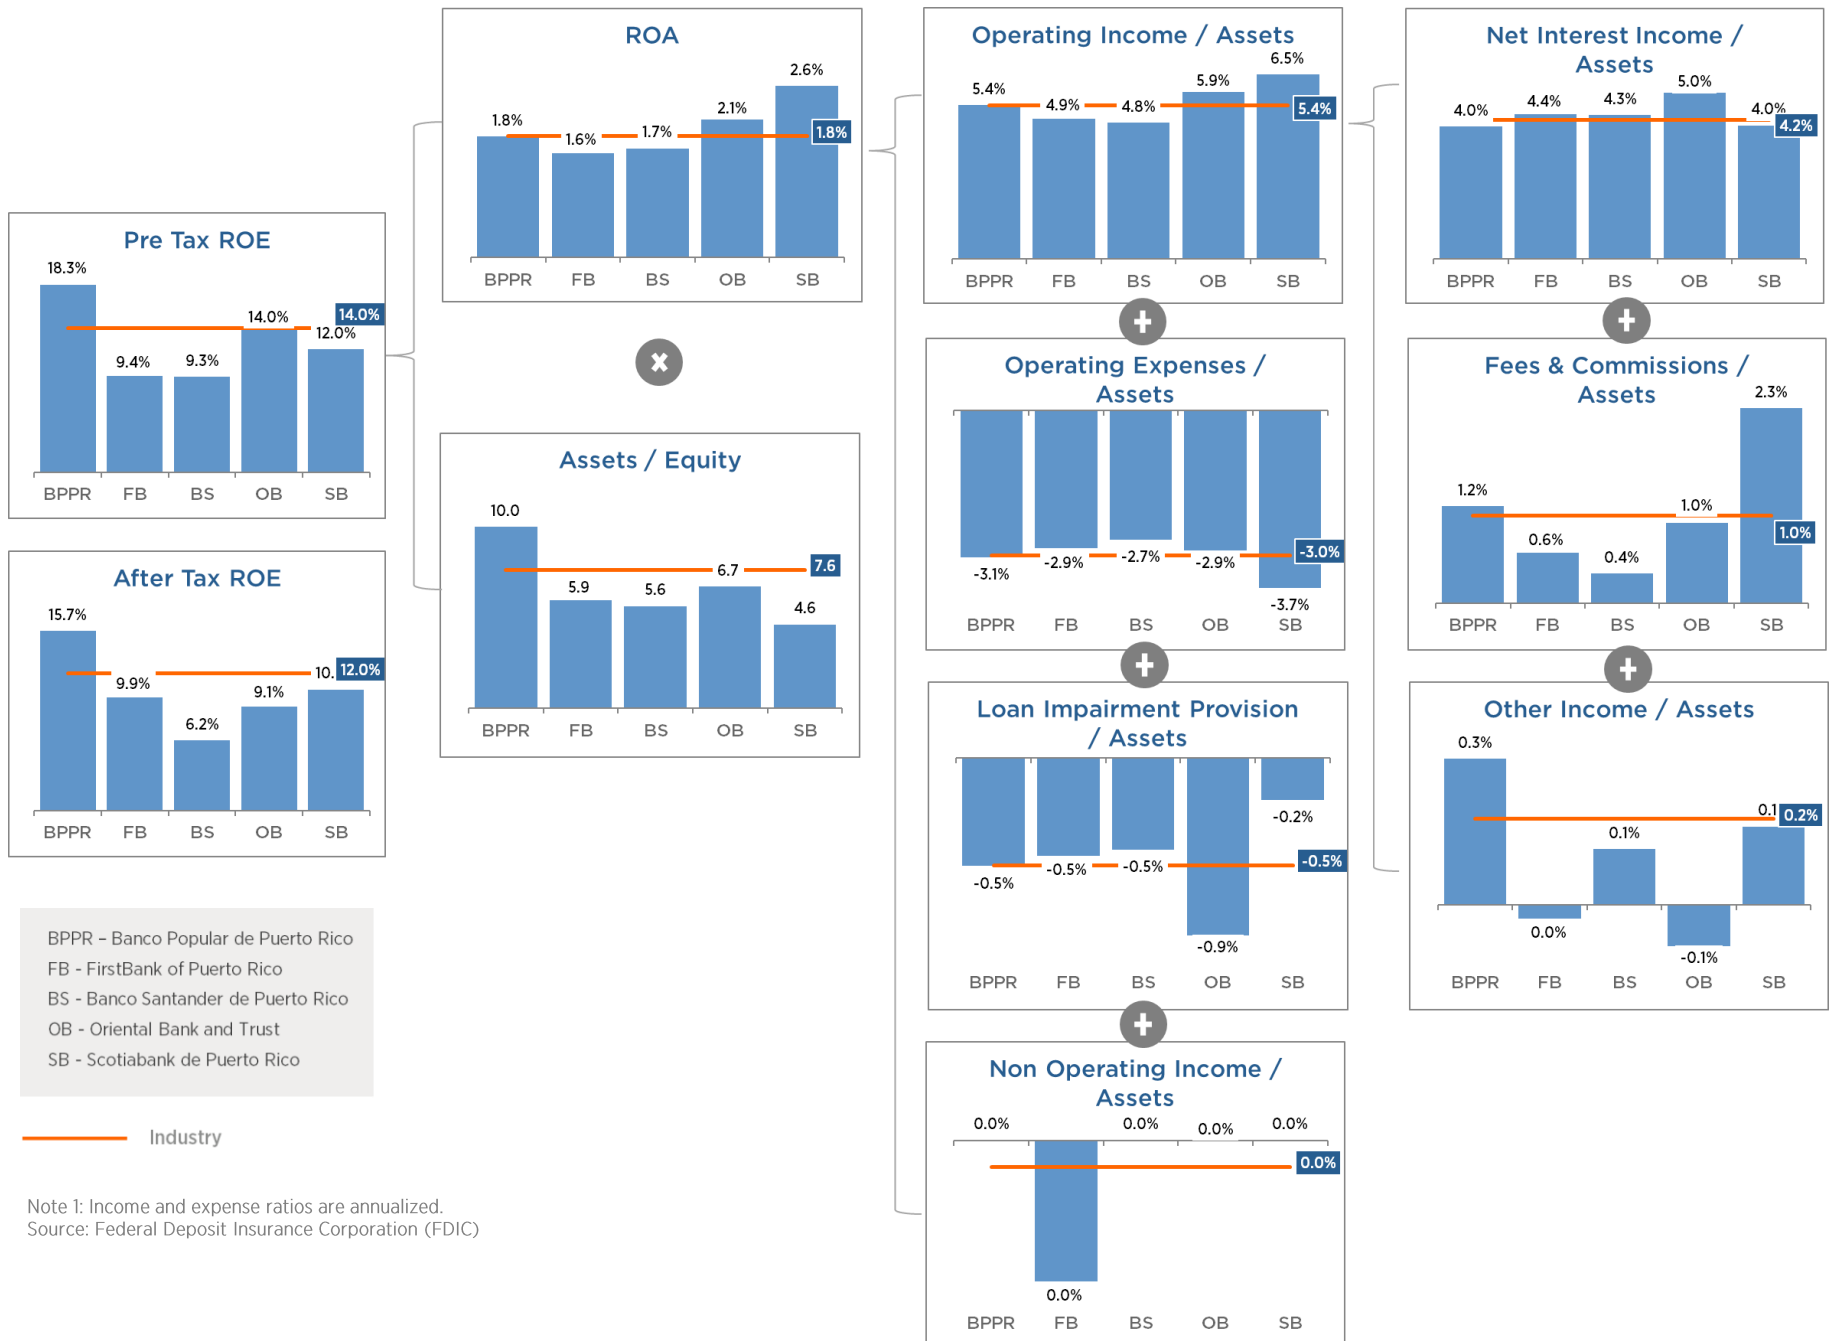 Pre Tax ROE
18.3%
9.4%
9.3%
14.0%
12.0%
14.0%
BPPR FB BS OB SB
After Tax ROE
15.7%
9.9%
6.2%
9.1%
10.
12.0%
BPPR FB BS OB SB
BPPR – Banco Popular de Puerto Rico
FB - FirstBank of Puerto Rico
BS - Banco Santander de Puerto Rico
OB - Oriental Bank and Trust
SB - Scotiabank de Puerto Rico
Industry
Note 1: Income and expense ratios are annualized.
Source: Federal Deposit Insurance Corporation (FDIC)
ROA
1.8%
1.6%
1.7%
2.1%
2.6%
1.8%
BPPR FB BS OB SB
×
Assets / Equity
10.0
5.9
5.6
6.7
4.6
7.6
BPPR FB BS OB SB
Operating Income / Assets
5.4%
4.9%
4.8%
5.9%
6.5%
5.4%
BPPR FB BS OB SB
+
Operating Expenses /
Assets
-3.1%
-2.9%
-2.7%
-2.9%
-3.7%
-3.0%
BPPR FB BS OB SB
+
Loan Impairment Provision
/ Assets
-0.5%
-0.5%
-0.5%
-0.9%
-0.2%
-0.5%
BPPR FB BS OB SB
+
Non Operating Income /
Assets
0.0%
0.0%
0.0%
0.0%
0.0%
0.0%
BPPR FB BS OB SB
Net Interest Income /
Assets
4.0%
4.4%
4.3%
5.0%
4.0%
4.2%
BPPR FB BS OB SB
+
Fees & Commissions /
Assets
1.2%
0.6%
0.4%
1.0%
2.3%
1.0%
BPPR FB BS OB SB
+
Other Income / Assets
0.3%
0.0%
0.1%
-0.1%
0.1
0.2%
BPPR FB BS OB SB